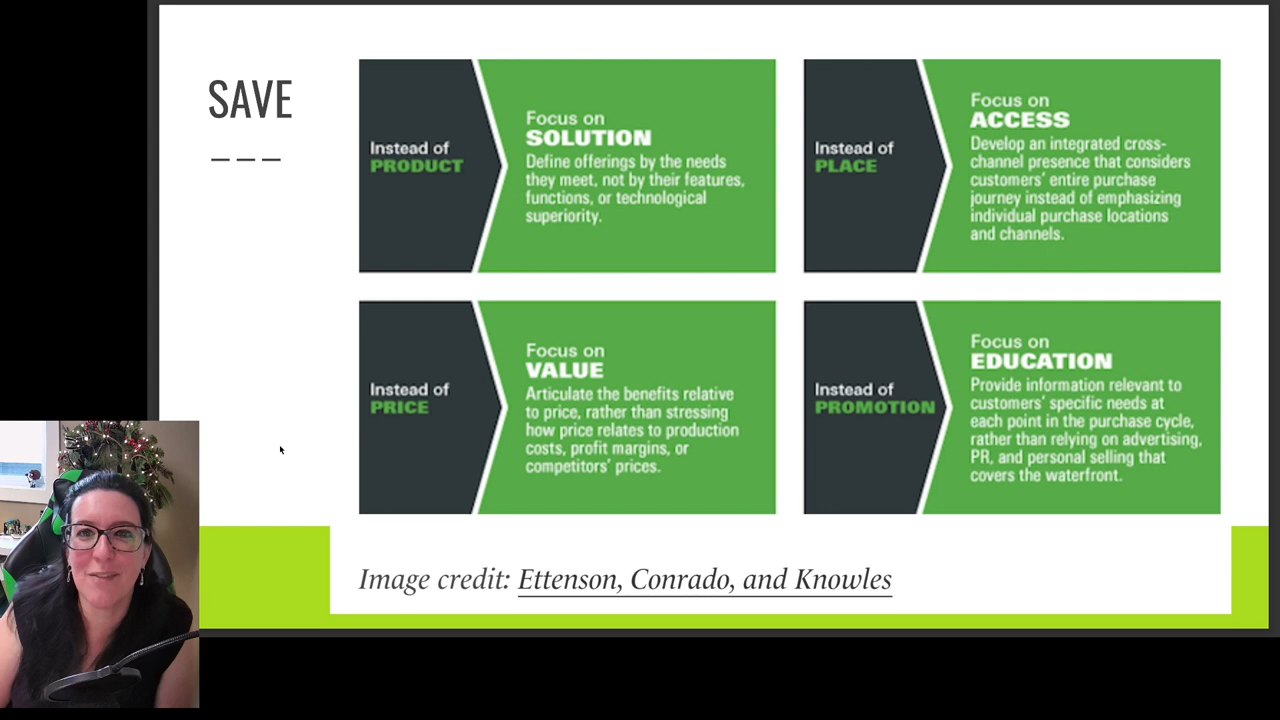 SAVE
Instead of
PRODUCT
Focus on
SOLUTION
Define offerings by the needs
they meet, not by their features,
functions, or technological
superiority.
Instead of
PLACE
Focus on
ACCESS
Develop an integrated cross-
channel presence that considers
customers' entire purchase
journey instead of emphasizing
individual purchase locations
and channels.
Instead of
PRICE
Focus on
VALUE
Articulate the benefits relative
to price, rather than stressing
how price relates to production
costs, profit margins, or
competitors' prices.
Instead of
PROMOTION
Focus on
EDUCATION
Provide information relevant to
customers' specific needs at
each point in the purchase cycle,
rather than relying on advertising,
PR, and personal selling that
covers the waterfront.
Image credit: Ettenson, Conrado, and Knowles